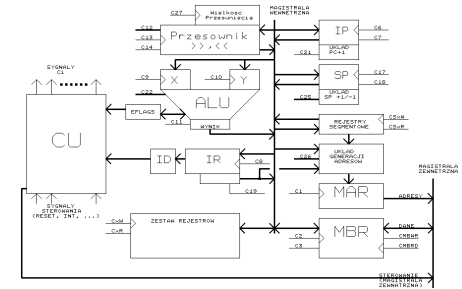 C27
Wielkosc
Przesuniecia
MAGISTRALA
WEWNETRZNA
C12
C13
C14
Przesownik
>>,<<
IP
C6
C7
C21
UKLAD
PC+1
SYGNALY
Ci
C9
X
C10
Y
C22
ALU
SP
C17
C18
C25
UKLAD
SP +1/-1
EFLAGS
C11
WYNIK
REJESTRY
SEGMENTOWE
CSxW
CSxR
CU
ID
IR
C8
C26
UKLAD
GENERACJI
ADRESOW
MAGISTRALA
ZEWNETRZNA
C19
C1
MAR
ADRESY
SYGNALY
STEROWANIA
(RESET, INT, ...)
CxW
CxR
ZESTAW REJESTROW
C2
C3
MBR
DANE
CMBWR
CMBRD
STEROWANIE
(MAGISTRALA
ZEWNATRZNA)